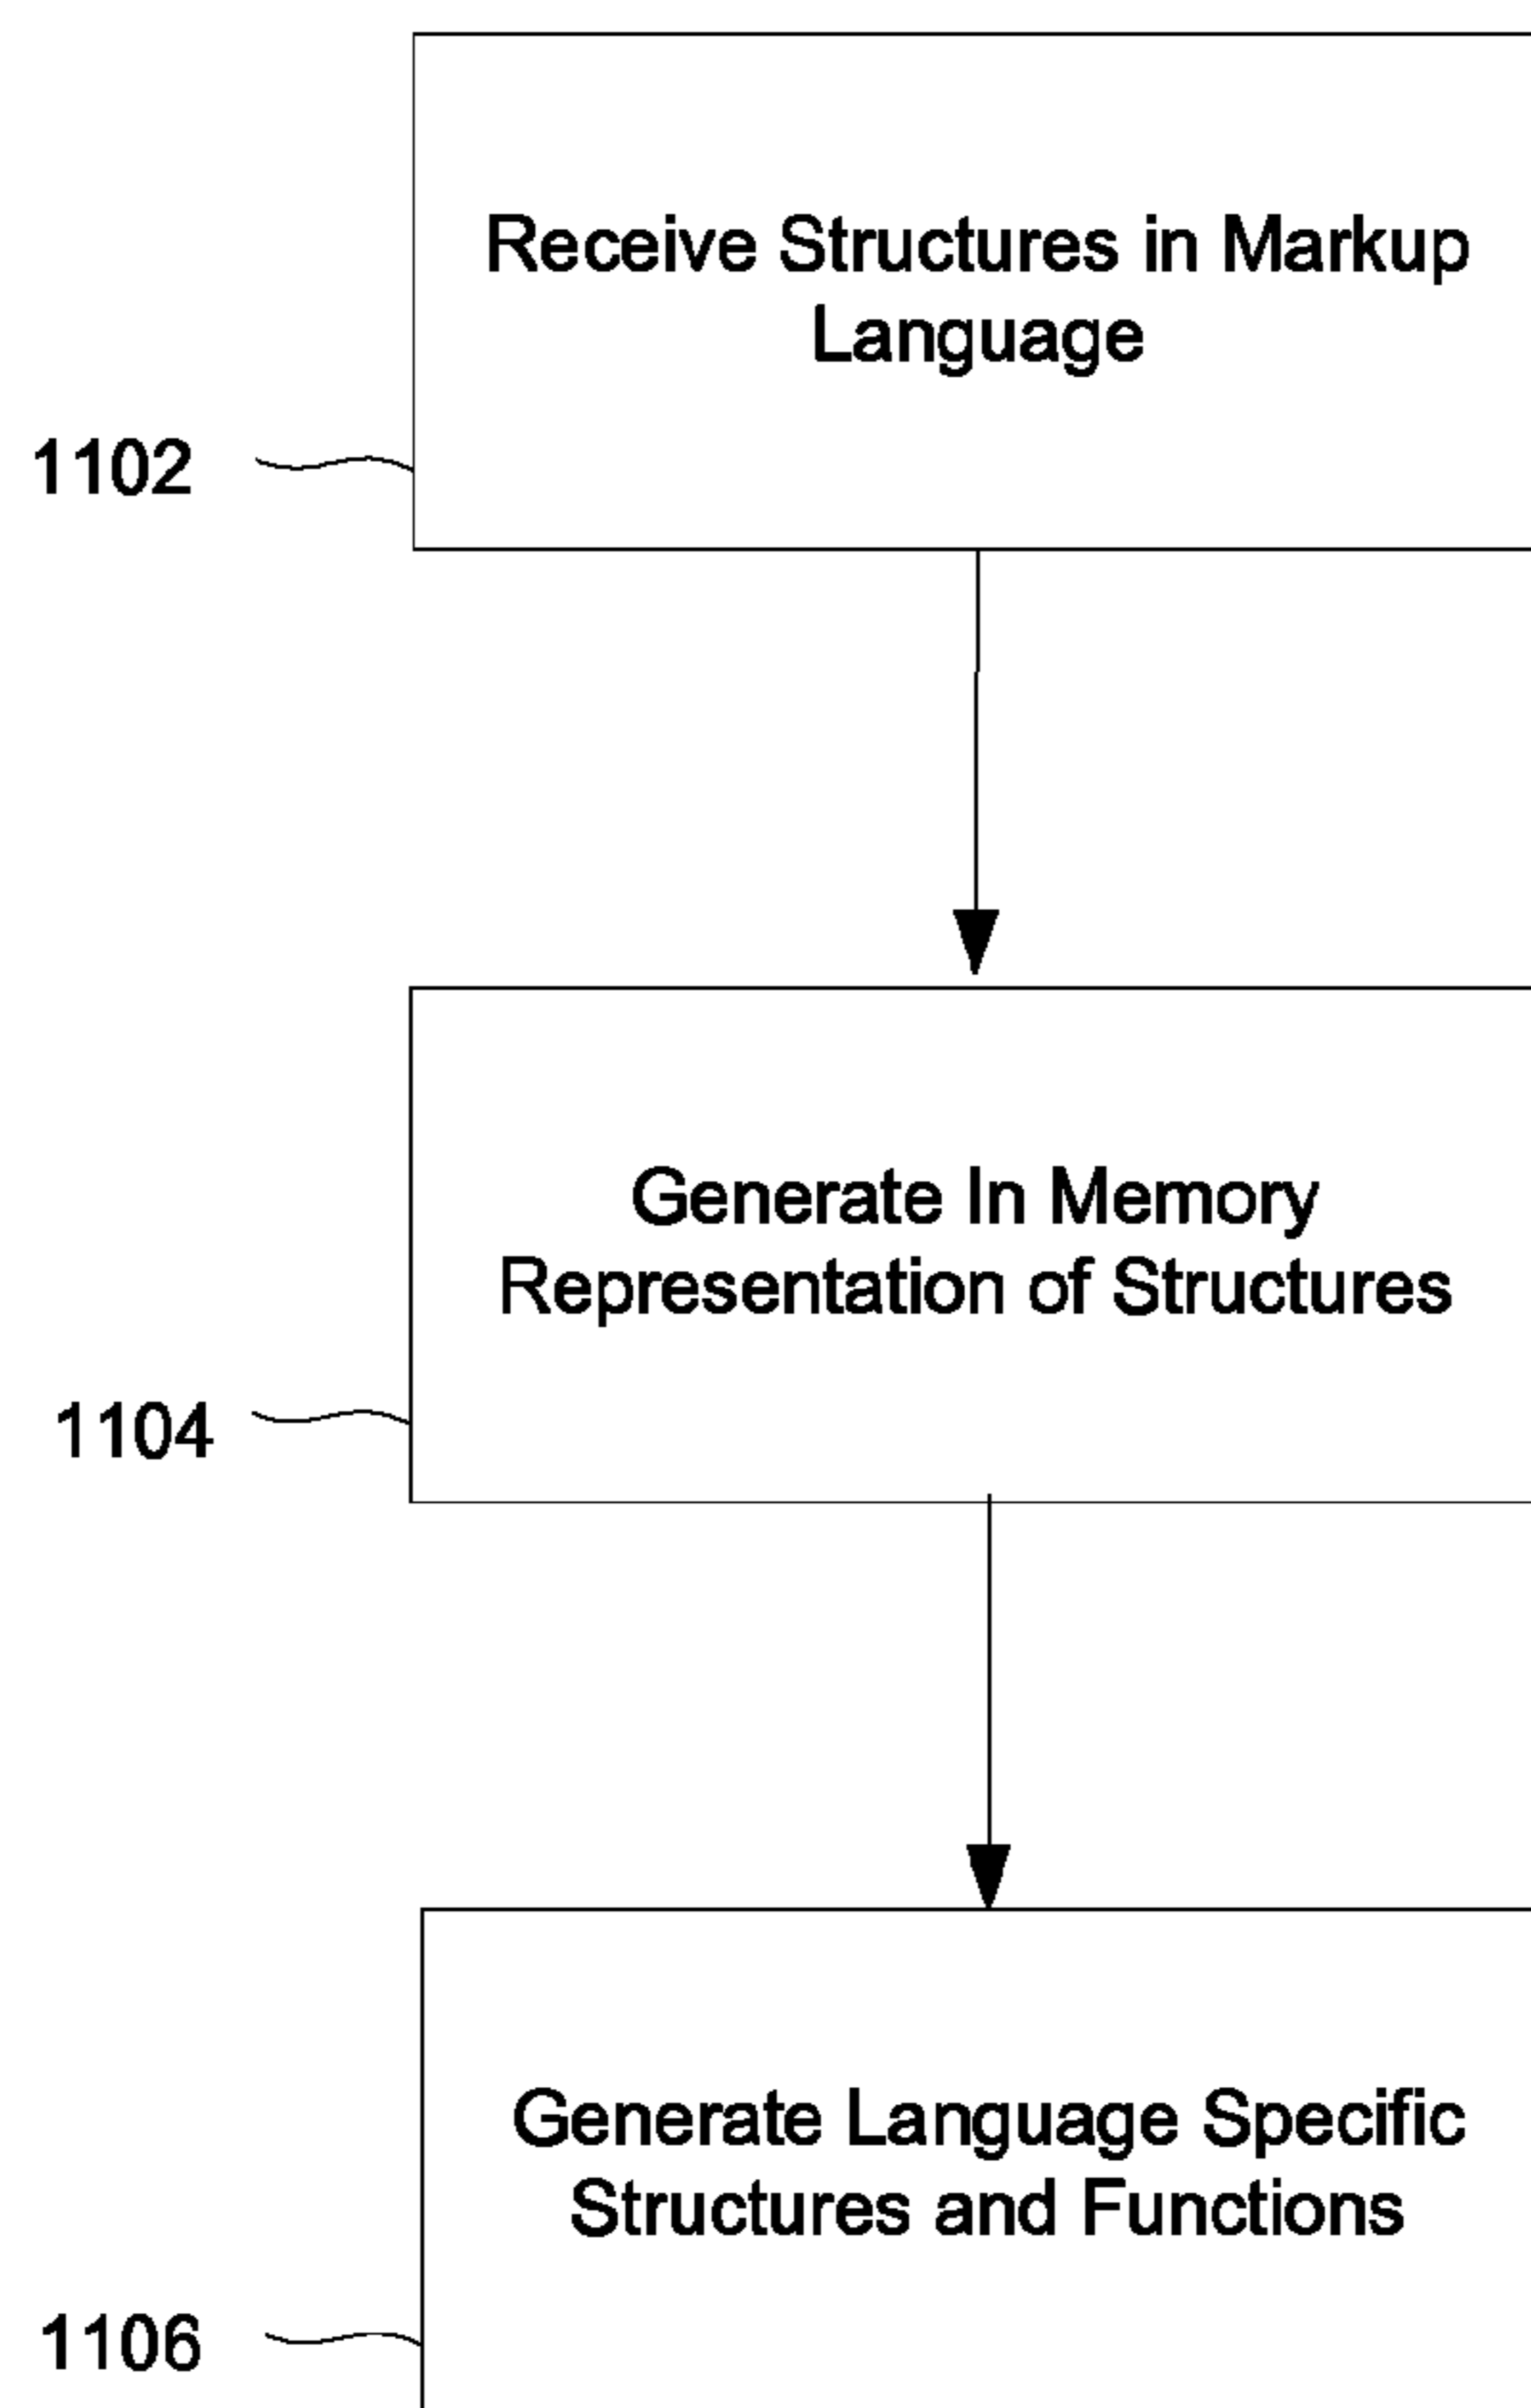 Receive Structures in Markup
Language
1102
Generate In Memory
Representation of Structures
1104
Generate Language Specific
Structures and Functions
1106